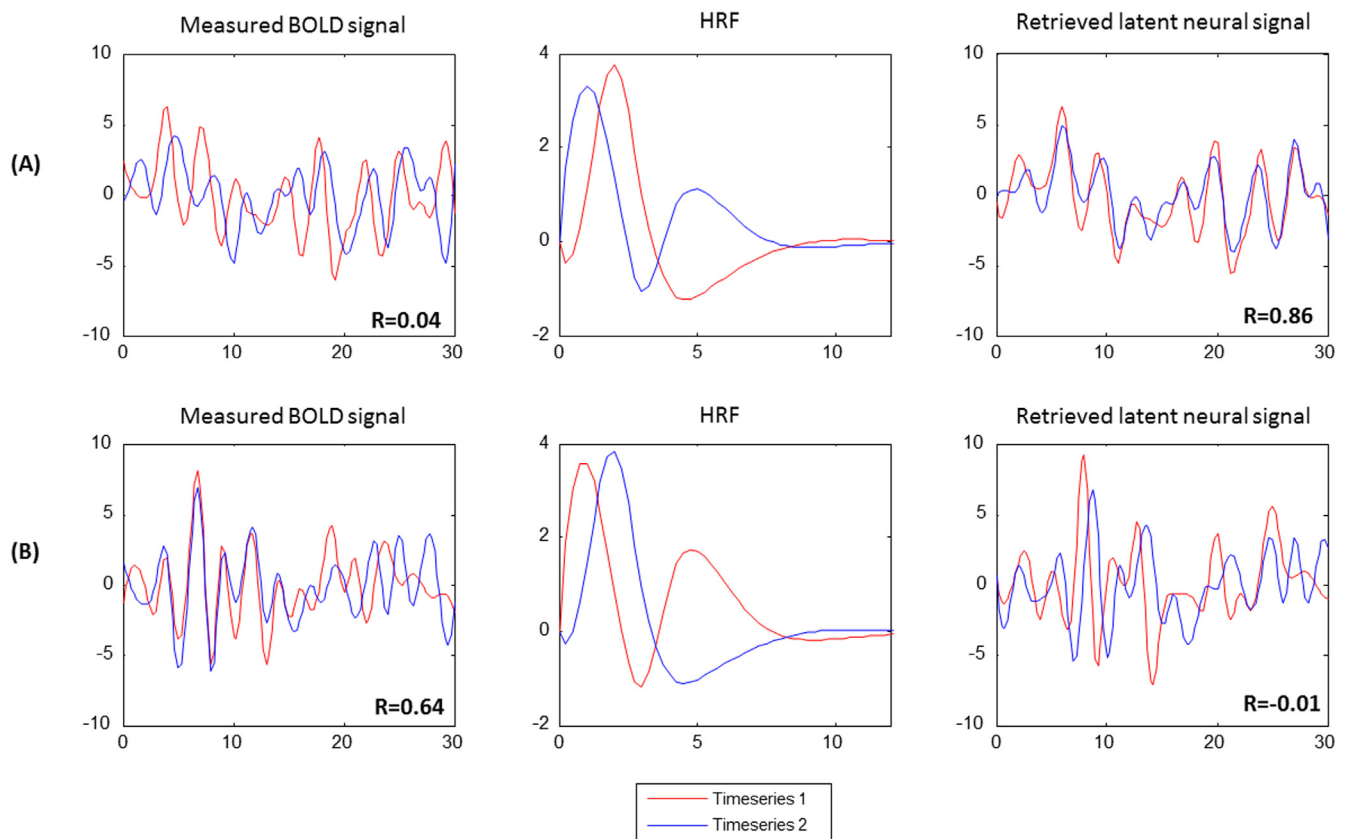 Measured BOLD signal HRF Retrieved latent neural signal
(A)
10
5
0
-5
-10
0 10 20 30
R=0.04
4
2
0
-2
0 5 10
10
5
0
-5
-10
0 10 20 30
R=0.86
Measured BOLD signal HRF Retrieved latent neural signal
(B)
10
5
0
-5
-10
0 10 20 30
R=0.64
4
2
0
-2
0 5 10
10
5
0
-5
-10
0 10 20 30
R=-0.01
Timeseries 1
Timeseries 2